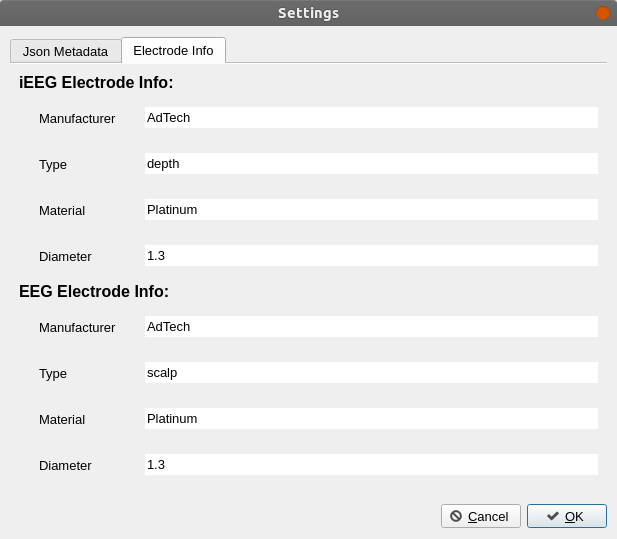 Settings
Json Metadata Electrode Info
iEEG Electrode Info:
Manufacturer AdTech
Type depth
Material Platinum
Diameter 1.3
EEG Electrode Info:
Manufacturer AdTech
Type scalp
Material Platinum
Diameter 1.3
Cancel OK